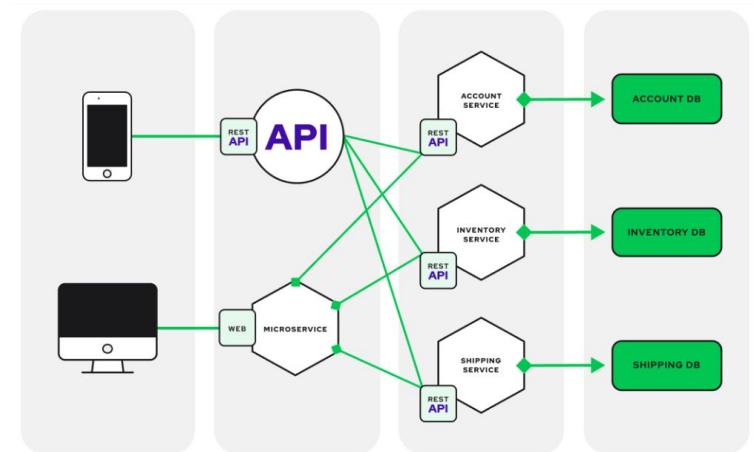 REST
API
API
WEB
MICROSERVICE
ACCOUNT
SERVICE
REST
API
INVENTORY
SERVICE
REST
API
SHIPPING
SERVICE
REST
API
ACCOUNT DB
INVENTORY DB
SHIPPING DB